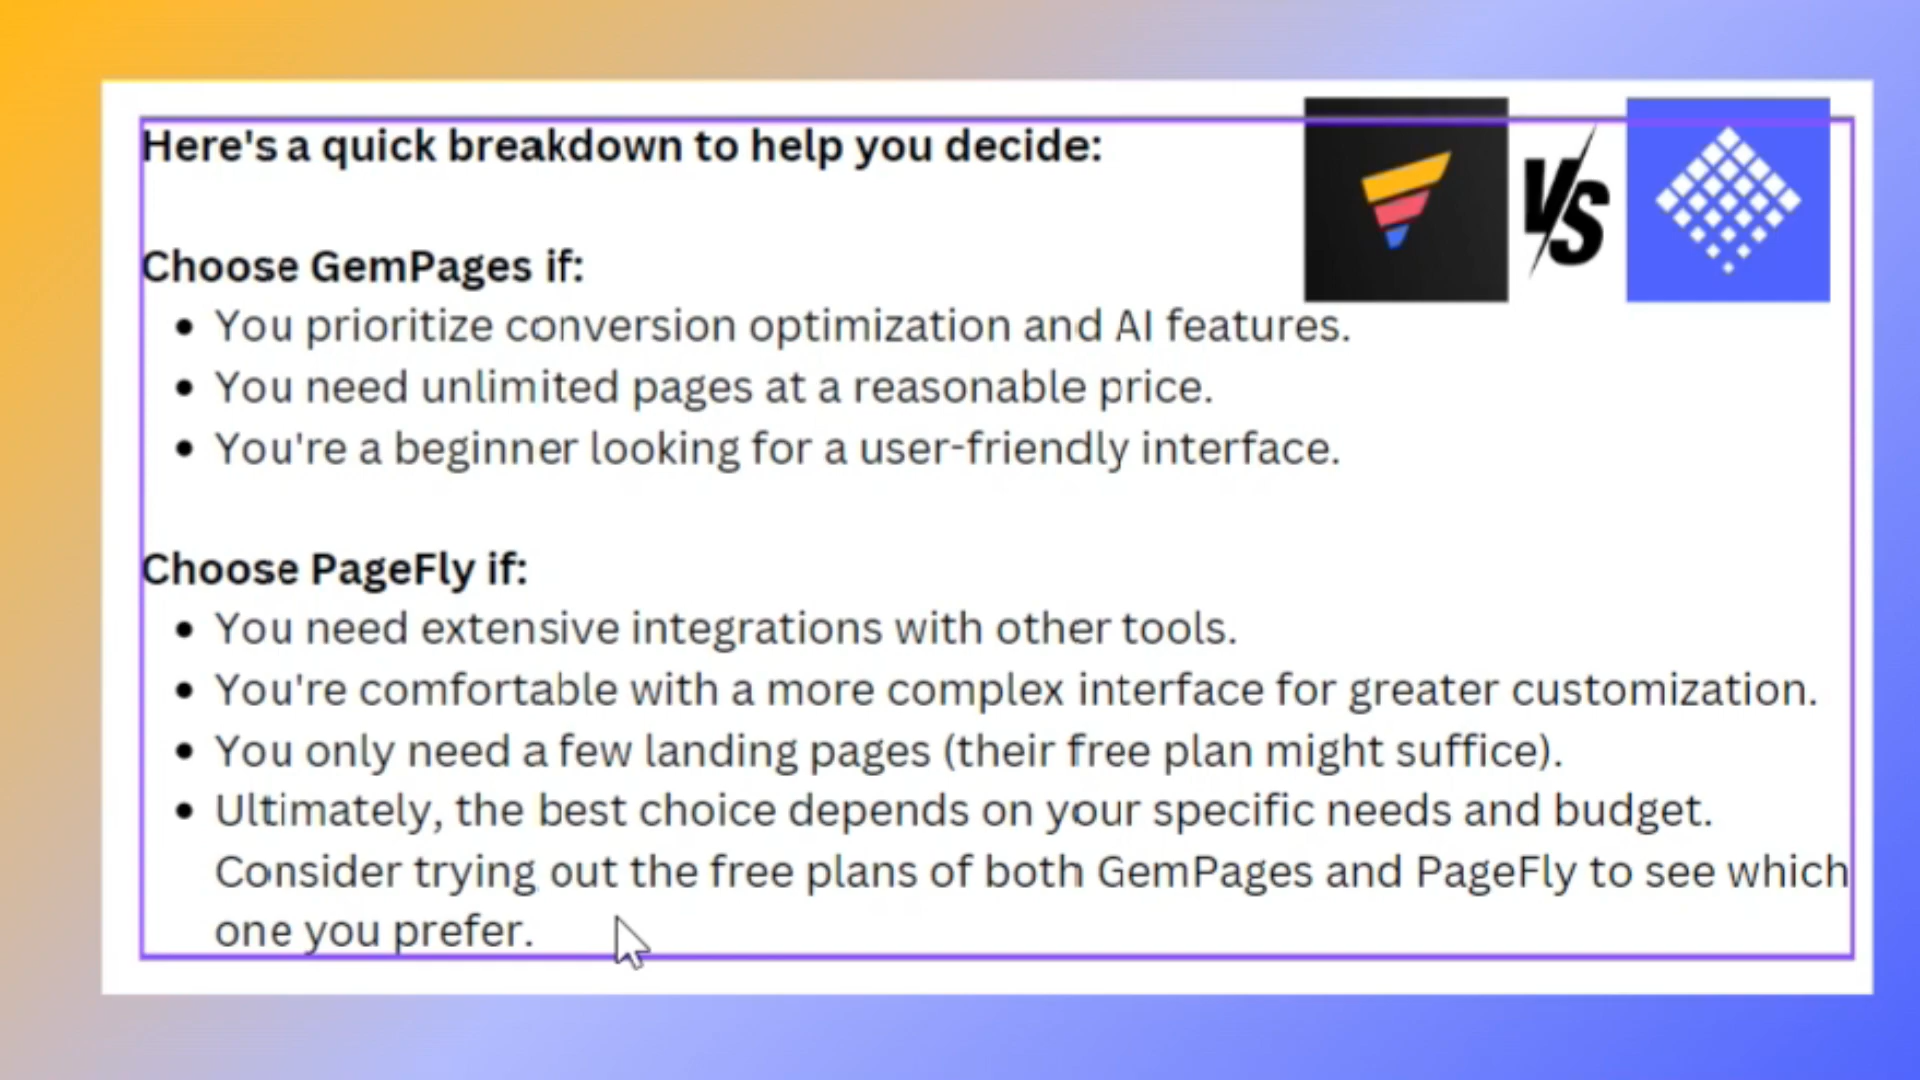 Here's a quick breakdown to help you decide:
VS
Choose GemPages if:
• You prioritize conversion optimization and AI features.
• You need unlimited pages at a reasonable price.
• You're a beginner looking for a user-friendly interface.
Choose PageFly if:
• You need extensive integrations with other tools.
• You're comfortable with a more complex interface for greater customization.
• You only need a few landing pages (their free plan might suffice).
• Ultimately, the best choice depends on your specific needs and budget.
Consider trying out the free plans of both GemPages and PageFly to see which
one you prefer.